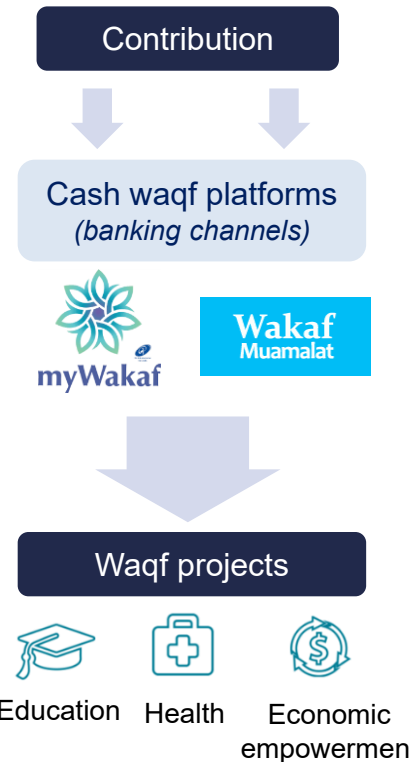 Contribution
Cash waqf platforms
(banking channels)
myWakaf
Wakaf
Muamalat
Waqf projects
Education Health Economic
empowermen